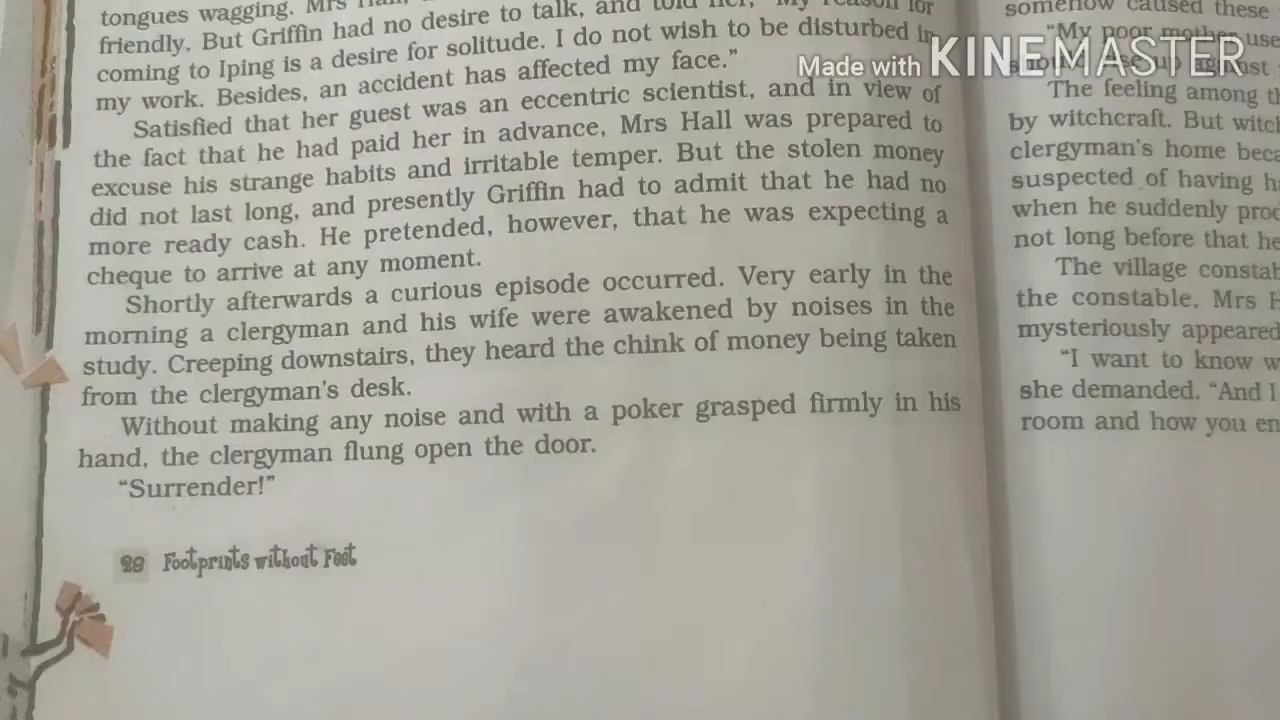 tongues wagging. Mrs
friendly. But Griffin had no desire to talk, and told her, "My reason for
coming to Iping is a desire for solitude. I do not wish to be disturbed in
my work. Besides, an accident has affected my face."
Satisfied that her guest was an eccentric scientist, and in view of
the fact that he had paid her in advance, Mrs Hall was prepared to
excuse his strange habits and irritable temper. But the stolen money
did not last long, and presently Griffin had to admit that he had no
more ready cash. He pretended, however, that he was expecting a
cheque to arrive at any moment.
Shortly afterwards a curious episode occurred. Very early in the
morning a clergyman and his wife were awakened by noises in the
study. Creeping downstairs, they heard the chink of money being taken
from the clergyman's desk.
Without making any noise and with a poker grasped firmly in his
hand, the clergyman flung open the door.
"Surrender!"
28 Footprints without Feet
somehow caused these
"My poor mother use
The feeling among
by witchcraft. But
clergyman's home
suspected of having
when he suddenly
not long before that he
The village
the constable, Mrs
mysteriously appeared
"I want to know
she demanded. "And I
room and how you
Made with KINEMASTER